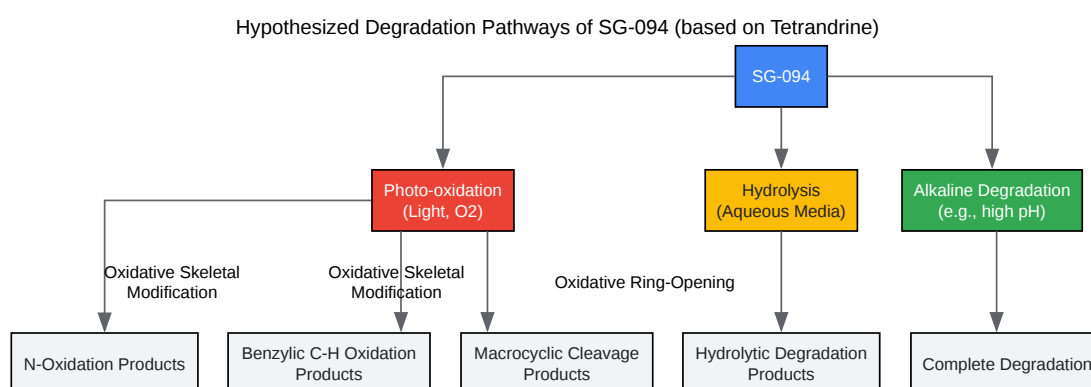 Hypothesized Degradation Pathways of SG-094 (based on Tetrandrine)
SG-094
Photo-oxidation
(Light, O2)
Hydrolysis
(Aqueous Media)
Alkaline Degradation
(e.g., high pH)
Oxidative Skeletal
Modification
Oxidative Skeletal
Modification
Oxidative Ring-Opening
N-Oxidation Products
Benzylic C-H Oxidation
Products
Macrocyclic Cleavage
Products
Hydrolytic Degradation
Products
Complete Degradation